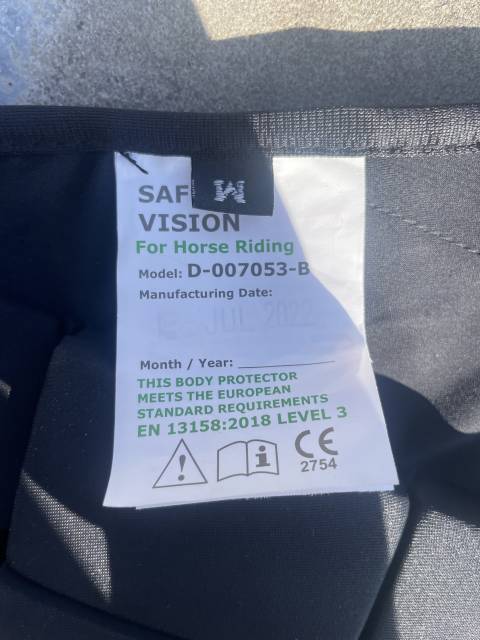 SAF
M
VISION
For Horse Riding
Model: D-007053-B
Manufacturing Date:
JUL 2022
Month / Year:
THIS BODY PROTECTOR
MEETS THE EUROPEAN
STANDARD REQUIREMENTS
EN 13158:2018 LEVEL 3
CE
2754